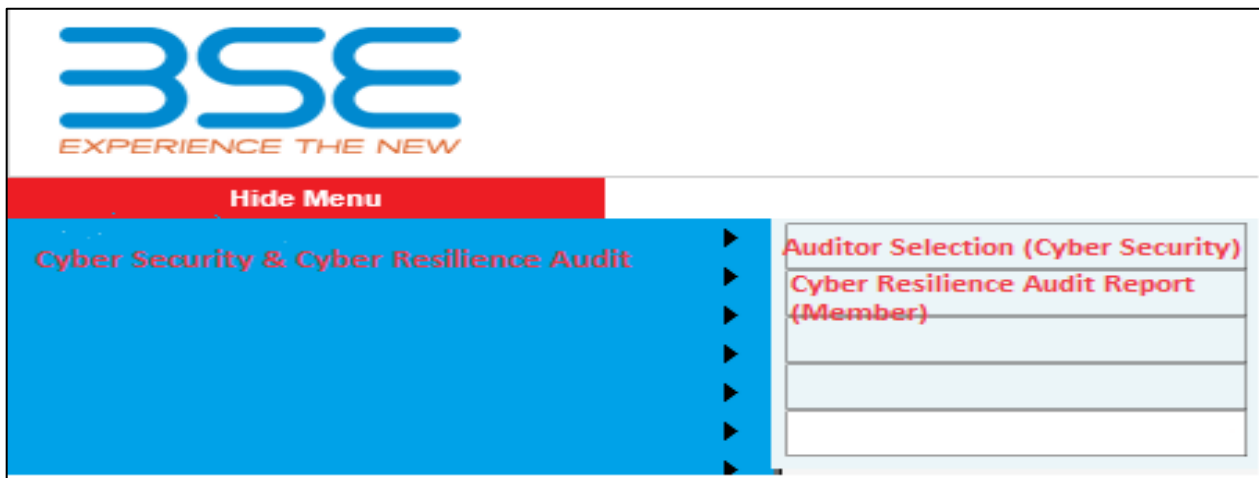 BSE
EXPERIENCE THE NEW
Hide Menu
Cyber Security & Cyber Resilience Audit
Auditor Selection (Cyber Security)
Cyber Resilience Audit Report
(Member)